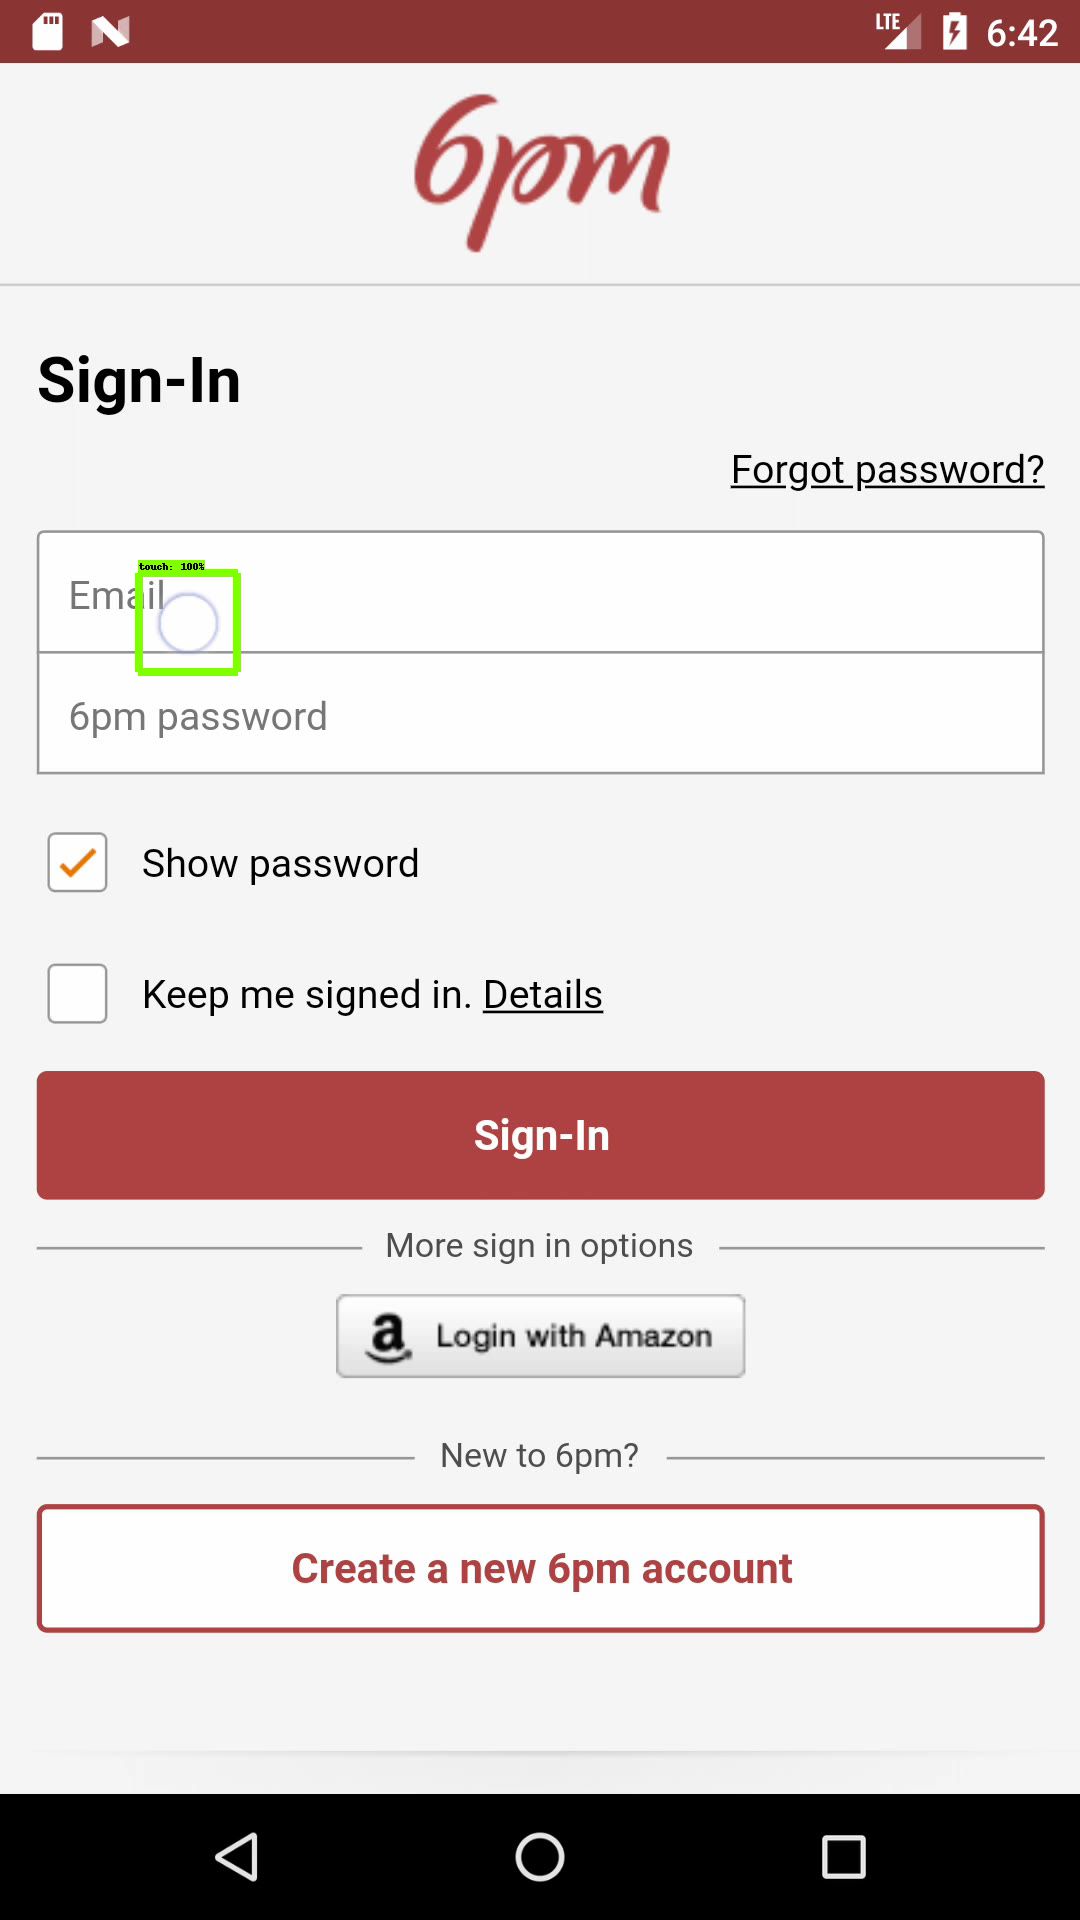 LTE 6:42
6pm
Sign-In
Forgot password?
touch: 100%
Email
6pm password
Show password
Keep me signed in. Details
Sign-In
More sign in options
a Login with Amazon
New to 6pm?
Create a new 6pm account